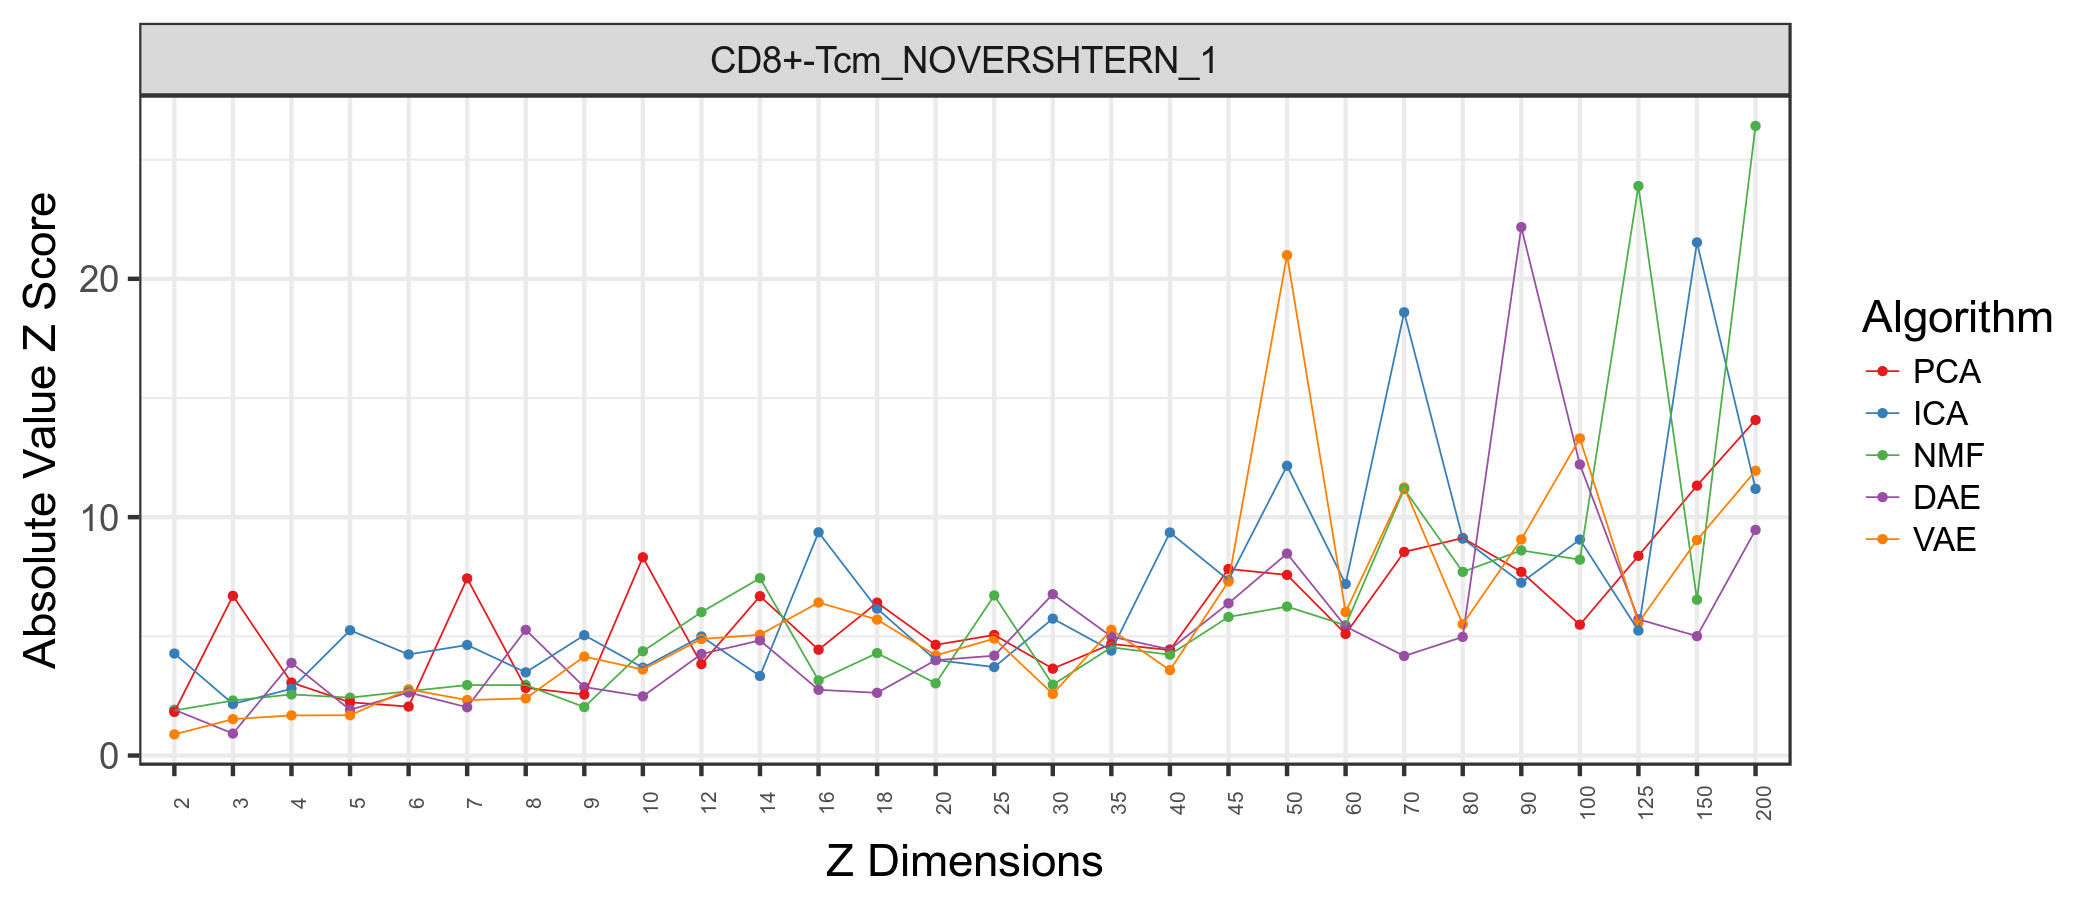 CD8+-Tcm_NOVERSHTERN_1
Absolute Value Z Score
20
10
0
2 3 4 5 6 7 8 9 10 12 14 16 18 20 25 30 35 40 45 50 60 70 80 90 100 125 150 200
Z Dimensions
Algorithm
PCA
ICA
NMF
DAE
VAE